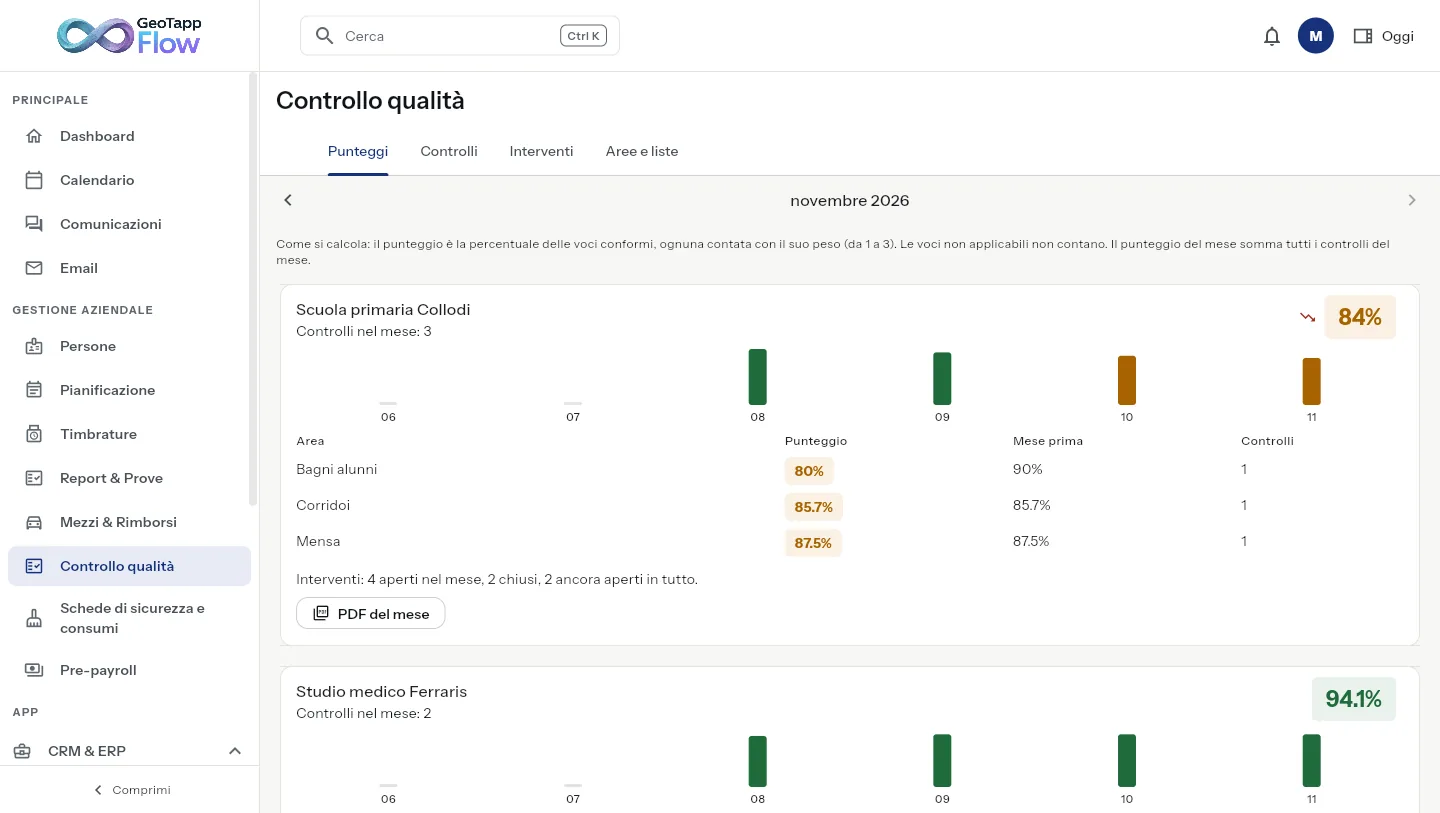 GeoTapp
Flow
Cerca
Ctrl K
M
Oggi
PRINCIPALE
Dashboard
Calendario
Comunicazioni
Email
GESTIONE AZIENDALE
Persone
Pianificazione
Timbrature
Report & Prove
Mezzi & Rimborsi
Controllo qualità
Schede di sicurezza e
consumi
Pre-payroll
APP
CRM & ERP
Comprimi
Controllo qualità
Punteggi
Controlli
Interventi
Aree e liste
novembre 2026
Come si calcola: il punteggio è la percentuale delle voci conformi, ognuna contata con il suo peso (da 1 a 3). Le voci non applicabili non contano. Il punteggio del mese somma tutti i controlli del
mese.
Scuola primaria Collodi
Controlli nel mese: 3
84%
06 07 08 09 10 11
Area Punteggio Mese prima Controlli
Bagni alunni 80% 90% 1
Corridoi 85.7% 85.7% 1
Mensa 87.5% 87.5% 1
Interventi: 4 aperti nel mese, 2 chiusi, 2 ancora aperti in tutto.
PDF
PDF del mese
Studio medico Ferraris
Controlli nel mese: 2
94.1%
06 07 08 09 10 11